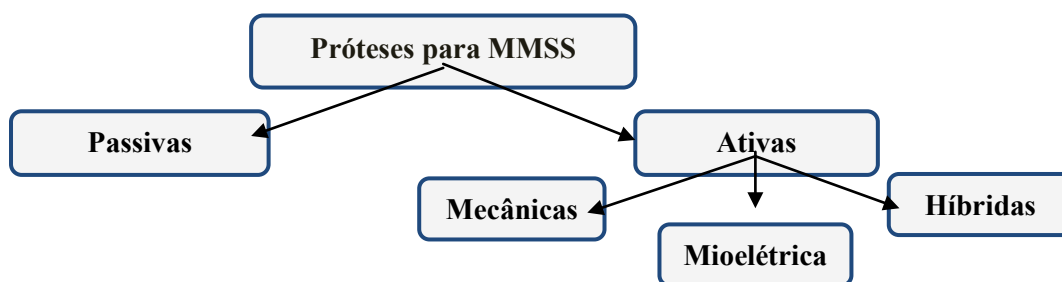 Próteses para MMSS
Passivas
Ativas
Mecânicas
Mioelétrica
Híbridas